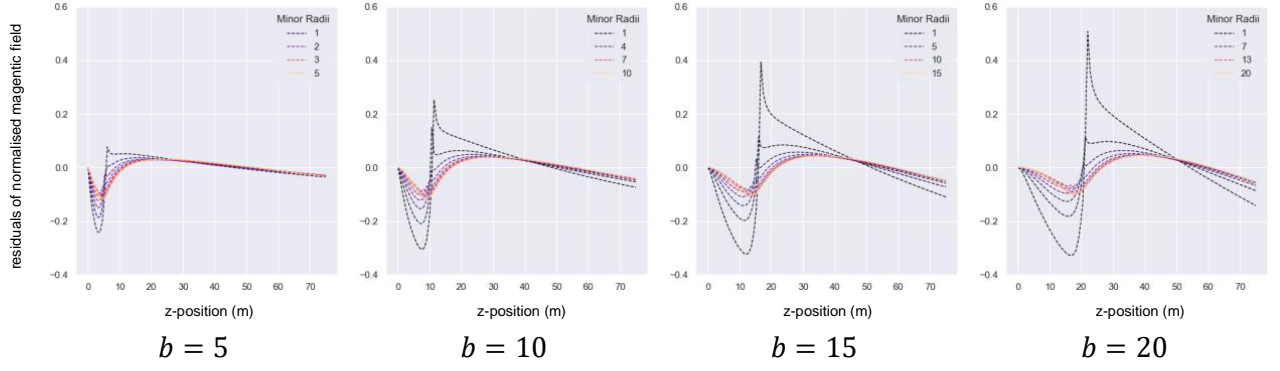 residuals of normalised magentic field
0.6
0.4
0.2
0.0
−0.2
−0.4
0 10 20 30 40 50 60 70
Minor Radii
1
2
3
5
z-position (m)
b = 5
0.6
0.4
0.2
0.0
−0.2
−0.4
0 10 20 30 40 50 60 70
Minor Radii
1
4
7
10
z-position (m)
b = 10
0.6
0.4
0.2
0.0
−0.2
−0.4
0 10 20 30 40 50 60 70
Minor Radii
1
5
10
15
z-position (m)
b = 15
0.6
0.4
0.2
0.0
−0.2
−0.4
0 10 20 30 40 50 60 70
Minor Radii
1
7
13
20
z-position (m)
b = 20